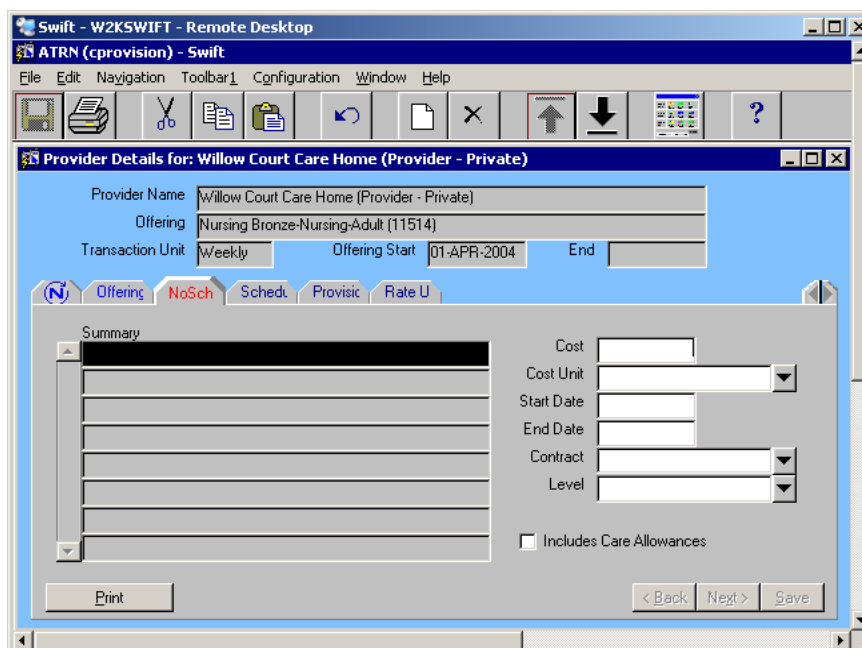 Swift - W2KSWIFT - Remote Desktop
ATRN (cprovision) - Swift
File Edit Navigation Toolbar1 Configuration Window Help
?
Provider Details for: Willow Court Care Home (Provider - Private)
Provider Name Willow Court Care Home (Provider - Private)
Offering Nursing Bronze-Nursing-Adult (11514)
Transaction Unit Weekly Offering Start 01-APR-2004 End
N Offering NoSch Schedu Provisic Rate U
Summary
Cost
Cost Unit
Start Date
End Date
Contract
Level
Includes Care Allowances
Print < Back Next > Save